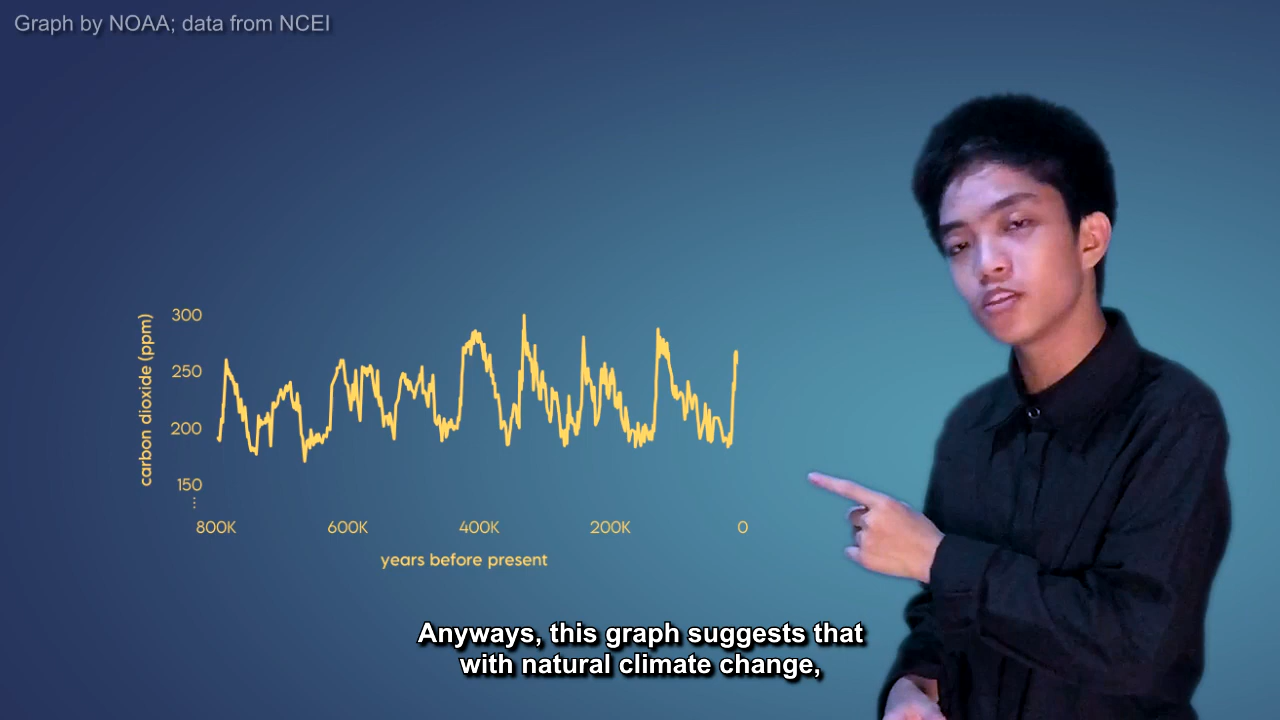 Graph by NOAA; data from NCEI
300
250
200
150
carbon dioxide (ppm)
800K 600K 400K 200K 0
years before present
Anyways, this graph suggests that
with natural climate change,